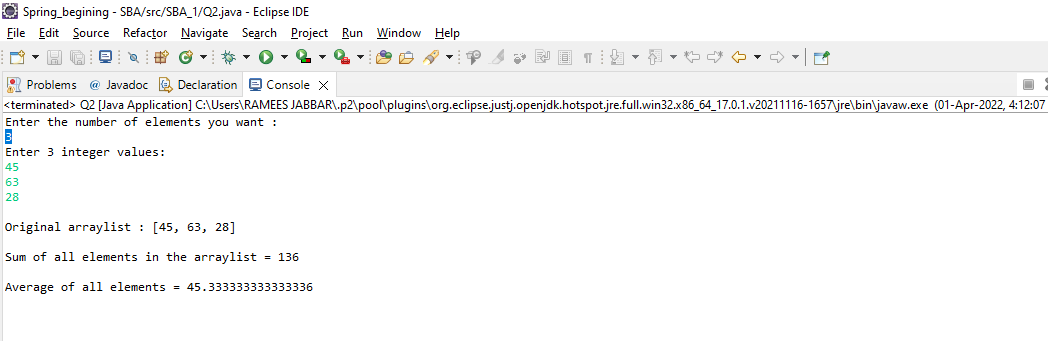 Spring_begining - SBA/src/SBA_1/Q2.java - Eclipse IDE
File Edit Source Refactor Navigate Search Project Run Window Help
Problems @ Javadoc Declaration Console
<terminated> Q2 [Java Application] C:\Users\RAMEES JABBAR\.p2\pool\plugins\org.eclipse.justj.openjdk.hotspot.jre.full.win32.x86_64_17.0.1.v20211116-1657\jre\bin\javaw.exe (01-Apr-2022, 4:12:07
Enter the number of elements you want :
3
Enter 3 integer values:
45
63
28
Original arraylist : [45, 63, 28]
Sum of all elements in the arraylist = 136
Average of all elements = 45.333333333333336